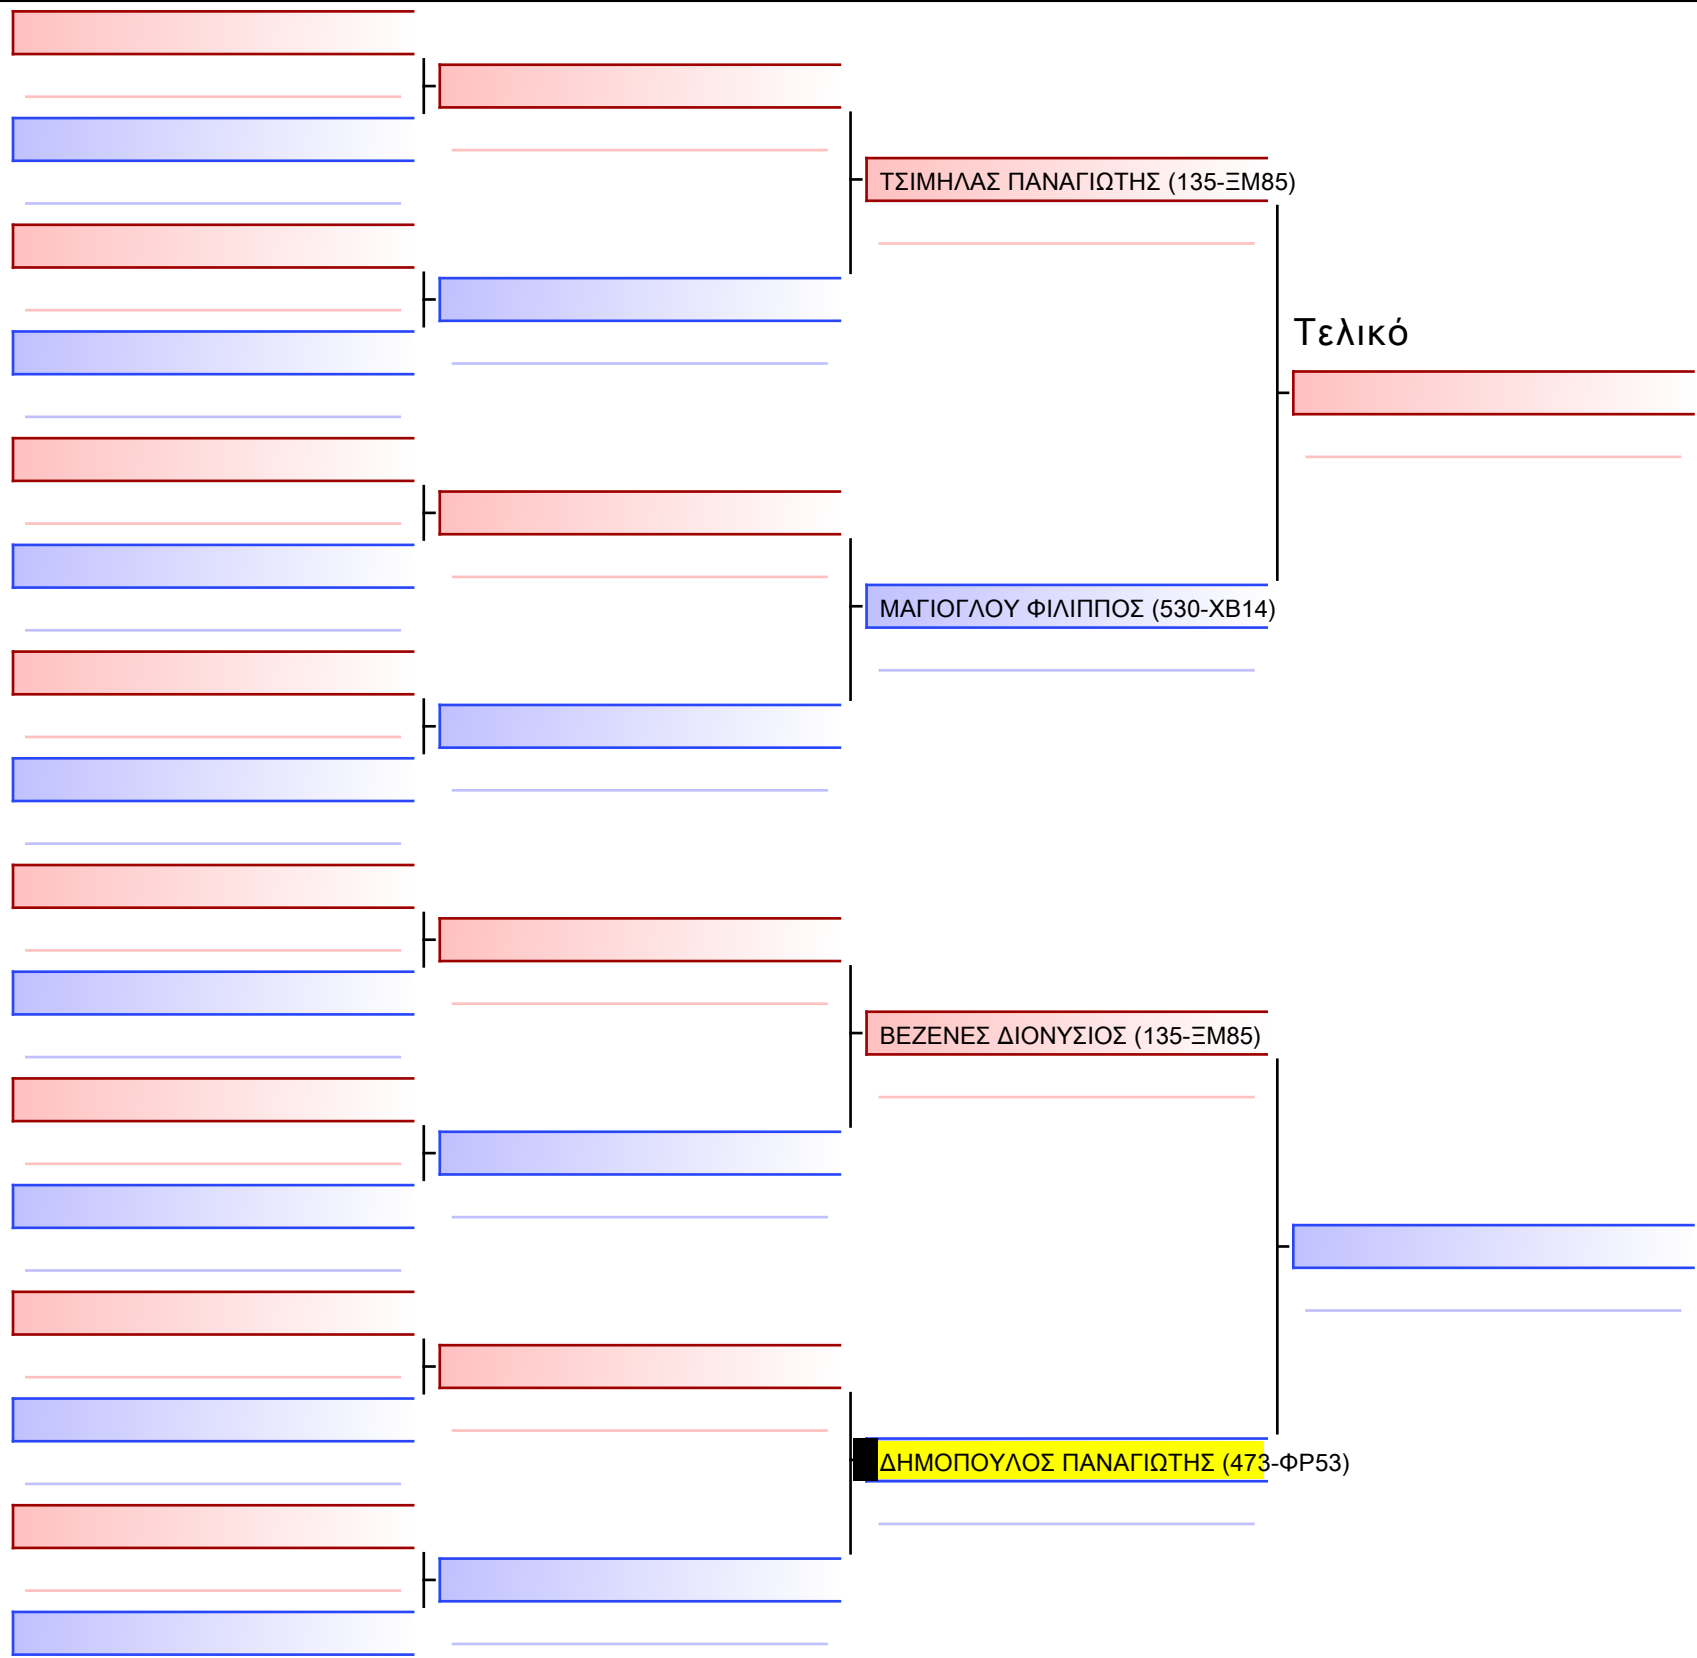 ΤΣΙΜΗΛΑΣ ΠΑΝΑΓΙΩΤΗΣ (135-ΞΜ85)
Τελικό
ΜΑΓΙΟΓΛΟΥ ΦΙΛΙΠΠΟΣ (530-ΧΒ14)
ΒΕΖΕΝΕΣ ΔΙΟΝΥΣΙΟΣ (135-ΞΜ85)
ΔΗΜΟΠΟΥΛΟΣ ΠΑΝΑΓΙΩΤΗΣ (473-ΦΡ53)